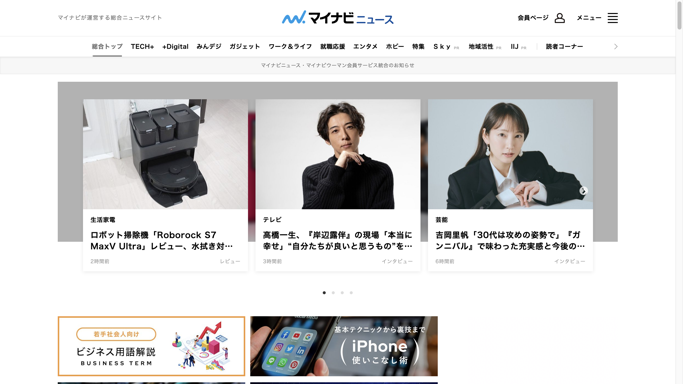 マイナビが運営する総合ニュースサイト
マイナビニュース
会員ページ
メニュー
総合トップ TECH+ +Digital みんデジ ガジェット ワーク＆ライフ 就職応援 エンタメ ホビー 特集 Ｓｋｙ PR 地域活性 PR IIJ PR 読者コーナー
マイナビニュース・マイナビウーマン会員サービス統合のお知らせ
生活家電
ロボット掃除機「Roborock S7
MaxV Ultra」レビュー、水拭き対…
2時間前 レビュー
テレビ
高橋一生、『岸辺露伴』の現場「本当に
幸せ」“自分たちが良いと思うもの”を…
3時間前 インタビュー
芸能
吉岡里帆「30代は攻めの姿勢で」『ガ
ンニバル』で味わった充実感と今後の…
6時間前 インタビュー
若手社会人向け
ビジネス用語解説
BUSINESS TERM
基本テクニックから裏技まで
iPhone
使いこなし術